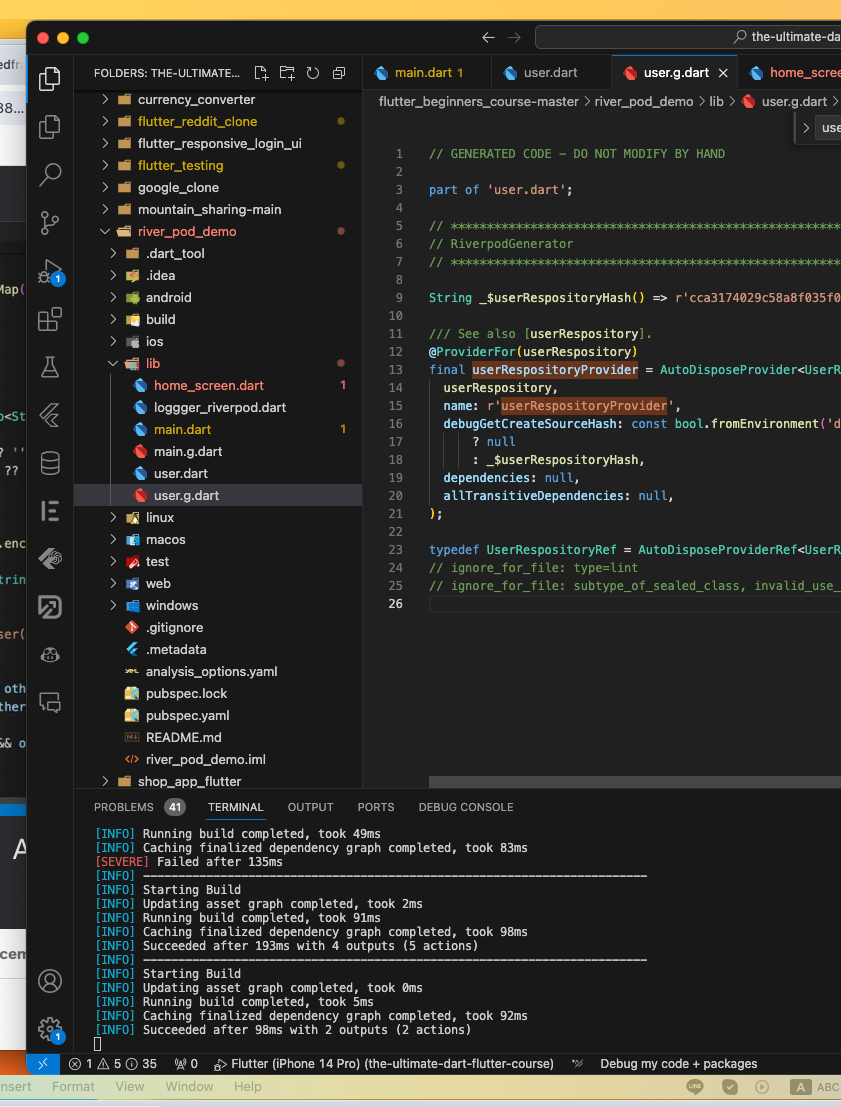 the-ultimate-da
FOLDERS: THE-ULTIMATE...
currency_converter
flutter_reddit_clone
flutter_responsive_login_ui
flutter_testing
google_clone
mountain_sharing-main
river_pod_demo
.dart_tool
.idea
android
build
ios
lib
home_screen.dart 1
loggger_riverpod.dart
main.dart 1
main.g.dart
user.dart
user.g.dart
linux
macos
test
web
windows
.gitignore
.metadata
analysis_options.yaml
pubspec.lock
pubspec.yaml
README.md
river_pod_demo.iml
shop_app_flutter
main.dart 1
user.dart
user.g.dart
home_scree
flutter_beginners_course-master > river_pod_demo > lib > user.g.dart >
use
1 // GENERATED CODE - DO NOT MODIFY BY HAND
2
3 part of 'user.dart';
4
5 // *********************************************************
6 // RiverpodGenerator
7 // *********************************************************
8
9 String _$userRespositoryHash() => r'cca3174029c58a8f035f0
10
11 /// See also [userRespository].
12 @ProviderFor(userRespository)
13 final userRespositoryProvider = AutoDisposeProvider<UserR
14 userRespository,
15 name: r'userRespositoryProvider',
16 debugGetCreateSourceHash: const bool.fromEnvironment('d
17 ? null
18 : _$userRespositoryHash,
19 dependencies: null,
20 allTransitiveDependencies: null,
21 );
22
23 typedef UserRespositoryRef = AutoDisposeProviderRef<UserR
24 // ignore_for_file: type=lint
25 // ignore_for_file: subtype_of_sealed_class, invalid_use_
26
PROBLEMS 41 TERMINAL OUTPUT PORTS DEBUG CONSOLE
[INFO] Running build completed, took 49ms
[INFO] Caching finalized dependency graph completed, took 83ms
[SEVERE] Failed after 135ms
[INFO] ----------------------------------------------------------------------
[INFO] Starting Build
[INFO] Updating asset graph completed, took 2ms
[INFO] Running build completed, took 91ms
[INFO] Caching finalized dependency graph completed, took 98ms
[INFO] Succeeded after 193ms with 4 outputs (5 actions)
[INFO] ----------------------------------------------------------------------
[INFO] Starting Build
[INFO] Updating asset graph completed, took 0ms
[INFO] Running build completed, took 5ms
[INFO] Caching finalized dependency graph completed, took 92ms
[INFO] Succeeded after 98ms with 2 outputs (2 actions)
1 5 35 0 Flutter (iPhone 14 Pro) (the-ultimate-dart-flutter-course) Debug my code + packages
nsert Format View Window Help A ABC